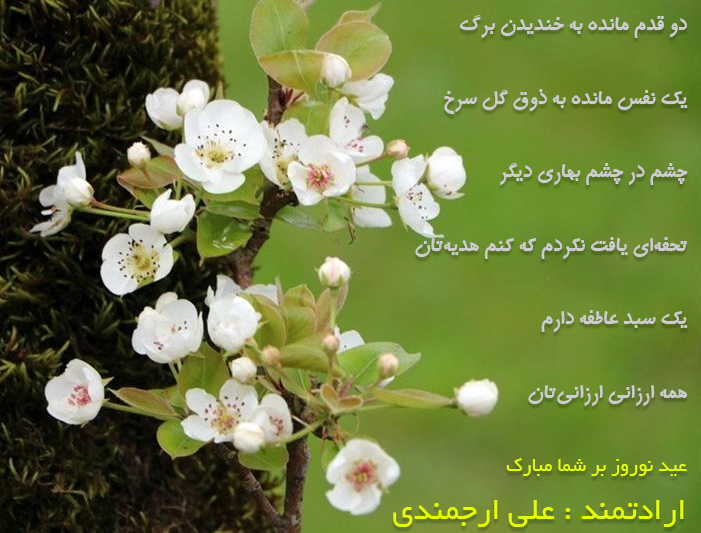 دو قدم مانده به خندیدن برگ
یک نفس مانده به ذوق گل سرخ
چشم در چشم بهاری دیگر
تحفه‌ای یافت نکردم که کنم هدیه‌تان
یک سبد عاطفه دارم
همه ارزانی ارزانی‌تان
عید نوروز بر شما مبارک
ارادتمند : علی ارجمندی